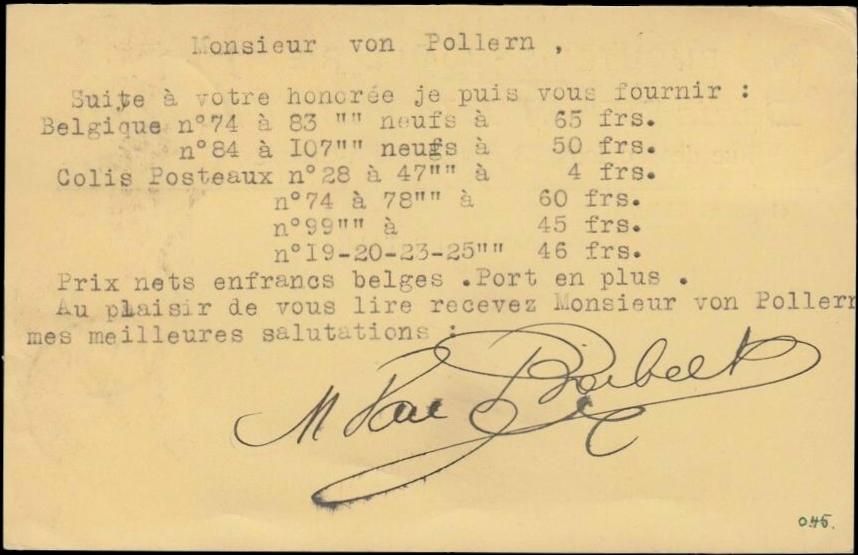 Monsieur von Pollern ,
Suite à votre honorée je puis vous fournir :
Belgique n°74 à 83 "" neufs à 65 frs.
n°84 à 107"" neufs à 50 frs.
Colis Posteaux n°28 à 47"" à 4 frs.
n°74 à 78"" à 60 frs.
n°99"" à 45 frs.
n°19-20-23-25"" 46 frs.
Prix nets enfrancs belges .Port en plus .
Au plaisir de vous lire recevez Monsieur von Pollern
mes meilleures salutations :
M Van
045.